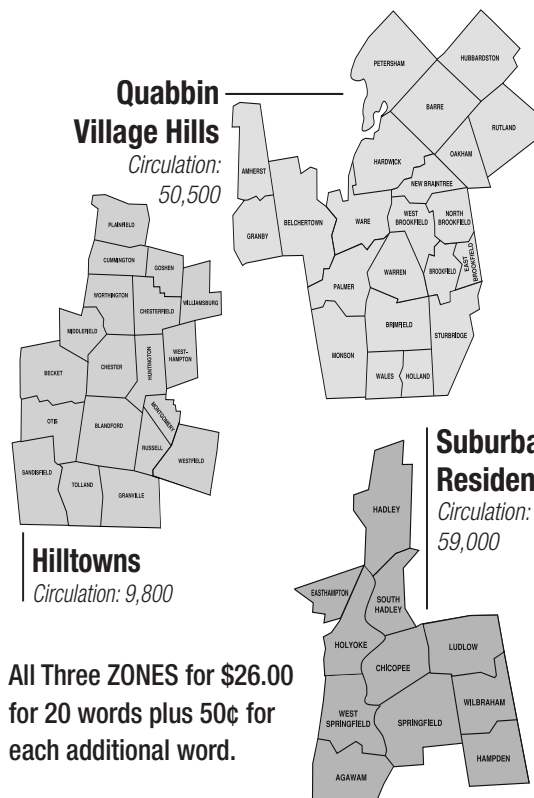 Quabbin
Village Hills
Circulation:
50,500
PETERSHAM
HUBBARDSTON
BARRE
RUTLAND
OAKHAM
HARDWICK
NEW BRAINTREE
AMHERST
BELCHERTOWN
GRANBY
WARE
WEST
BROOKFIELD
NORTH
BROOKFIELD
BROOKFIELD
EAST
BROOKFIELD
PALMER
WARREN
BRIMFIELD
STURBRIDGE
MONSON
WALES
HOLLAND
PLAINFIELD
CUMMINGTON
GOSHEN
WORTHINGTON
CHESTERFIELD
WILLIAMSBURG
MIDDLEFIELD
CHESTER
HUNTINGTON
WEST-
HAMPTON
BECKET
MONTGOMERY
OTIS
BLANDFORD
RUSSELL
WESTFIELD
SANDISFIELD
TOLLAND
GRANVILLE
Hilltowns
Circulation: 9,800
Suburba
Residen
Circulation:
59,000
HADLEY
EASTHAMPTON
SOUTH
HADLEY
HOLYOKE
CHICOPEE
LUDLOW
WEST
SPRINGFIELD
SPRINGFIELD
WILBRAHAM
HAMPDEN
AGAWAM
All Three ZONES for $26.00
for 20 words plus 50¢ for
each additional word.